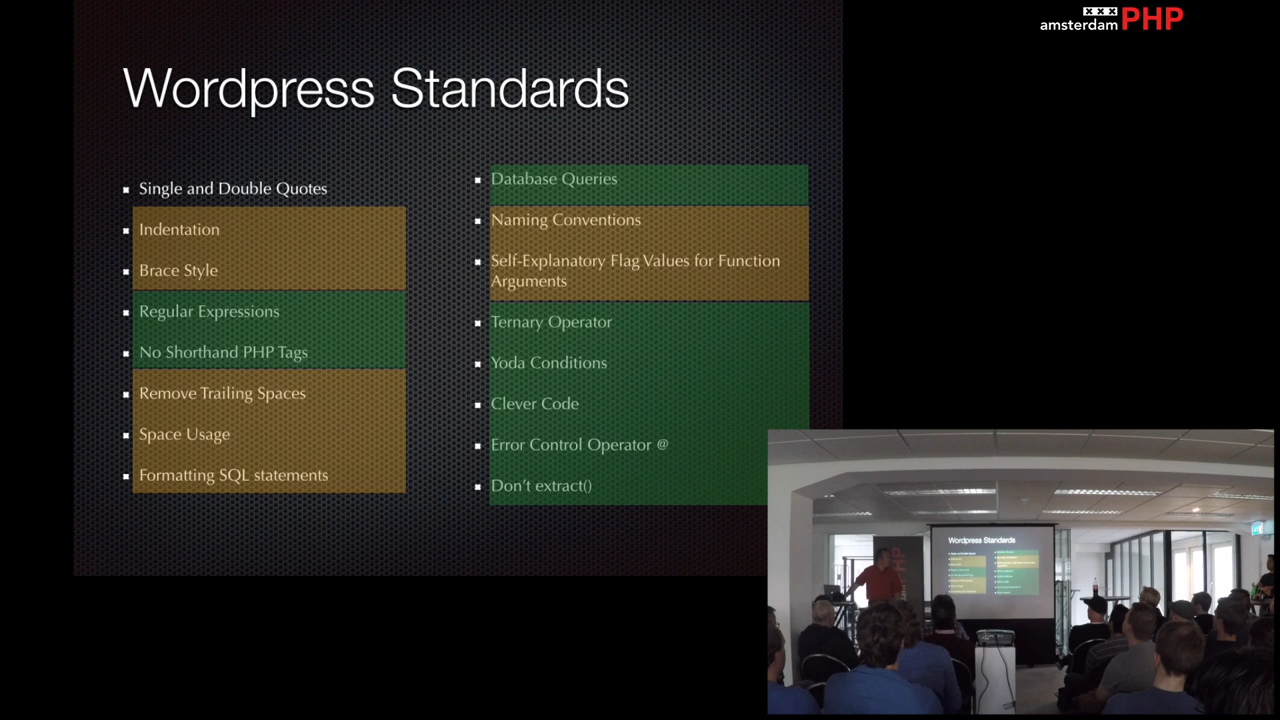 amsterdam PHP
Wordpress Standards
Single and Double Quotes
Indentation
Brace Style
Regular Expressions
No Shorthand PHP Tags
Remove Trailing Spaces
Space Usage
Formatting SQL statements
Database Queries
Naming Conventions
Self-Explanatory Flag Values for Function
Arguments
Ternary Operator
Yoda Conditions
Clever Code
Error Control Operator @
Don't extract()
Wordpress Standards